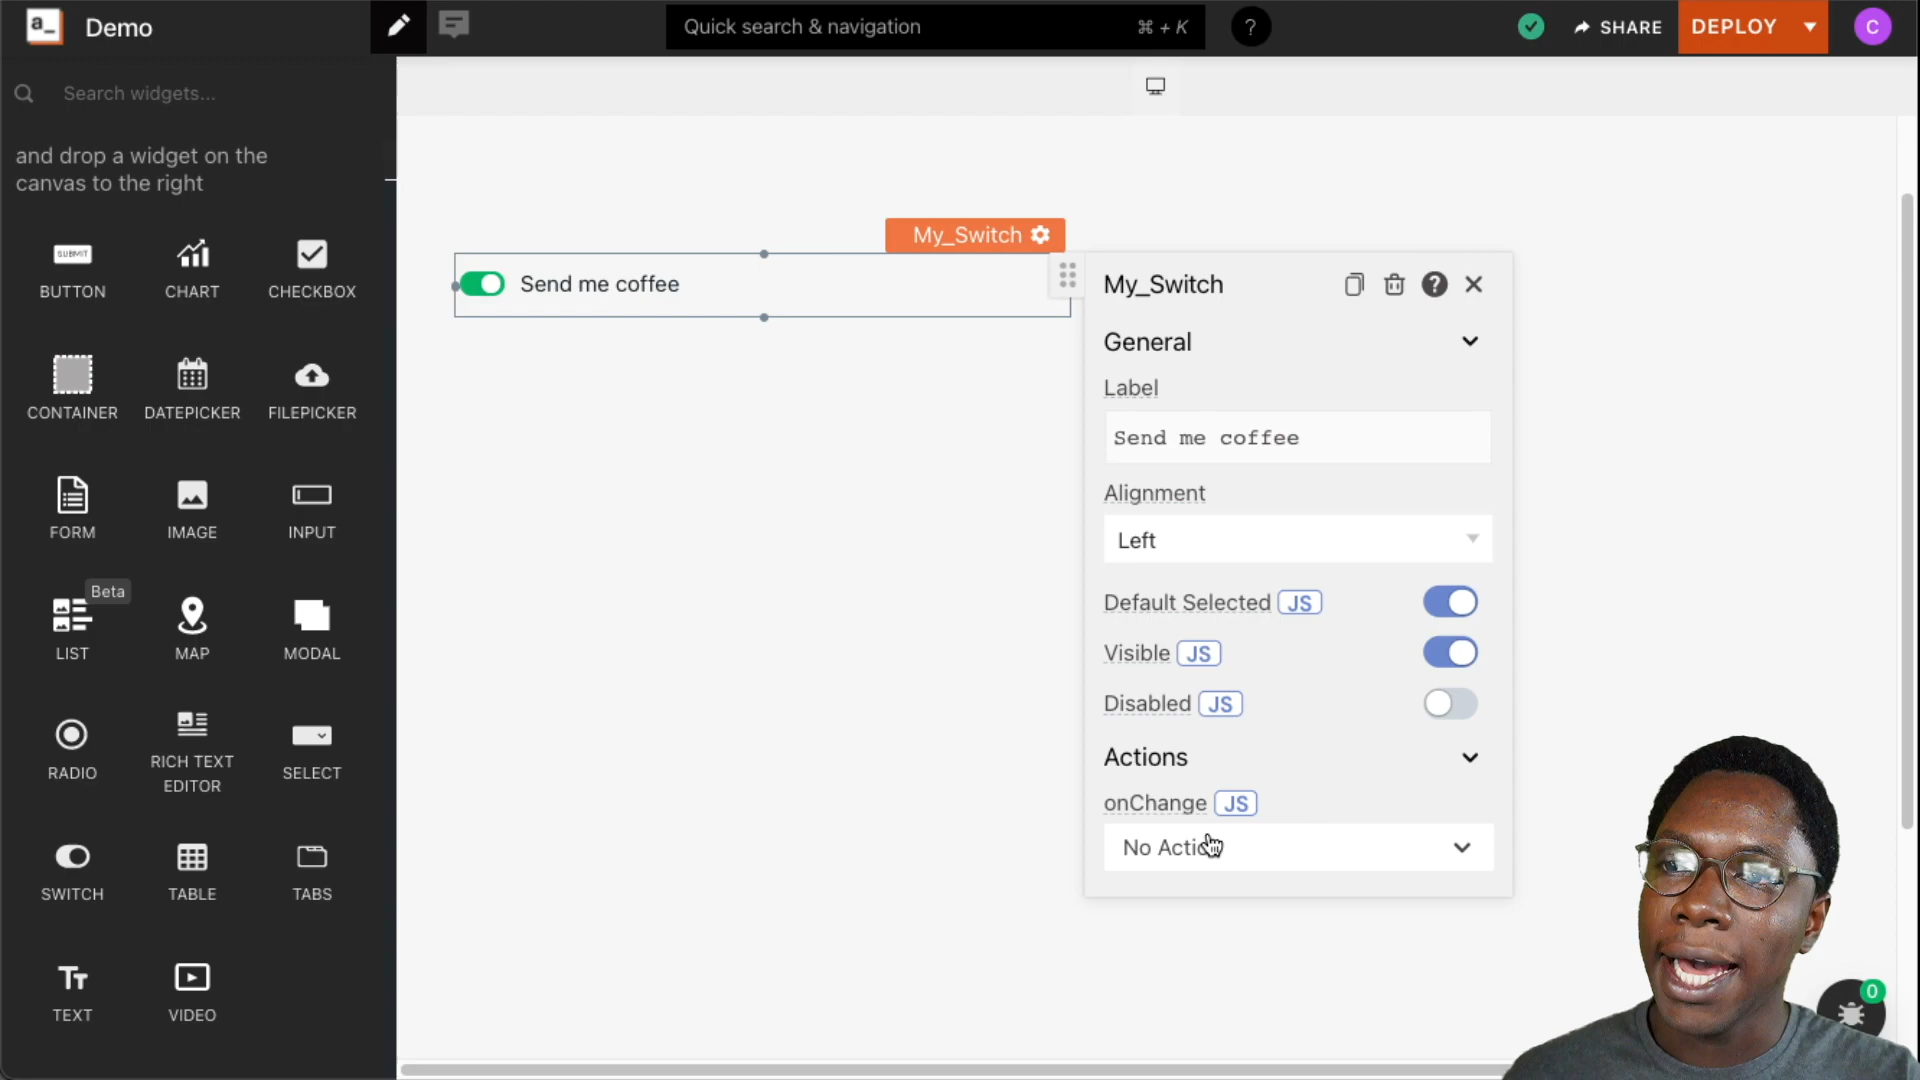 a_
Demo
Quick search & navigation
⌘ + K
?
SHARE
DEPLOY
C
Search widgets...
and drop a widget on the
canvas to the right
SUBMIT
BUTTON
CHART
CHECKBOX
CONTAINER
DATEPICKER
FILEPICKER
FORM
IMAGE
INPUT
Beta
LIST
MAP
MODAL
RADIO
RICH TEXT
EDITOR
SELECT
SWITCH
TABLE
TABS
TT
TEXT
VIDEO
My_Switch
Send me coffee
My_Switch
?
General
Label
Send me coffee
Alignment
Left
Default Selected JS
Visible JS
Disabled JS
Actions
onChange JS
No Action
0